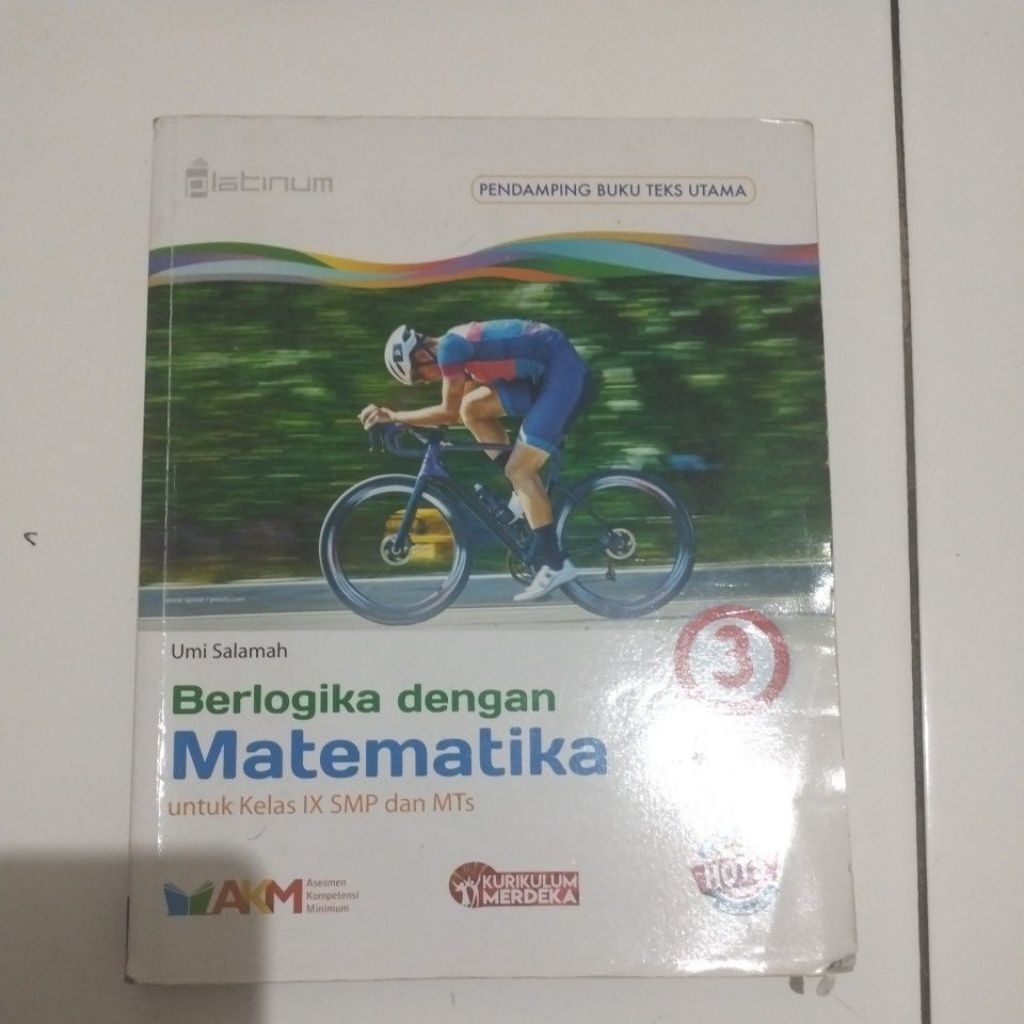 platinum
PENDAMPING BUKU TEKS UTAMA
Umi Salamah
3
Berlogika dengan
Matematika
untuk Kelas IX SMP dan MTs
AKM
Asesmen
Kompetensi
Minimum
KURIKULUM
MERDEKA
HOTS